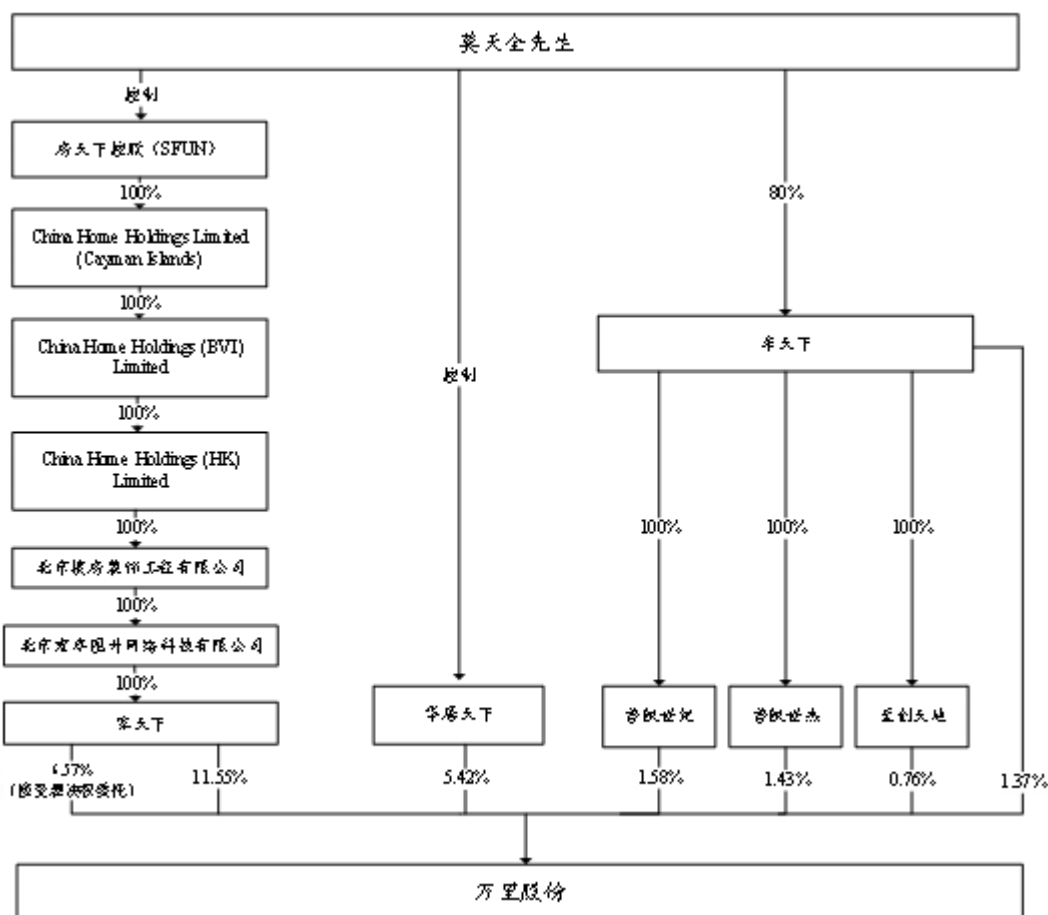 莫天全先生
控制
房天下控股（SFUN）
100%
80%
China Home Holdings Limited
(Cayman Islands)
100%
China Home Holdings (BVI)
Limited
车天下
控制
100%
China Home Holdings (HK)
Limited
100%
100%
100%
100%
北京搜房装饰工程有限公司
100%
北京宏岸图升网络科技有限公司
100%
家天下
华居天下
普凯世纪
普凯世杰
至创天地
6.57%
（接受表决权委托）
11.55%
5.42%
1.58%
1.43%
0.76%
1.37%
万里股份